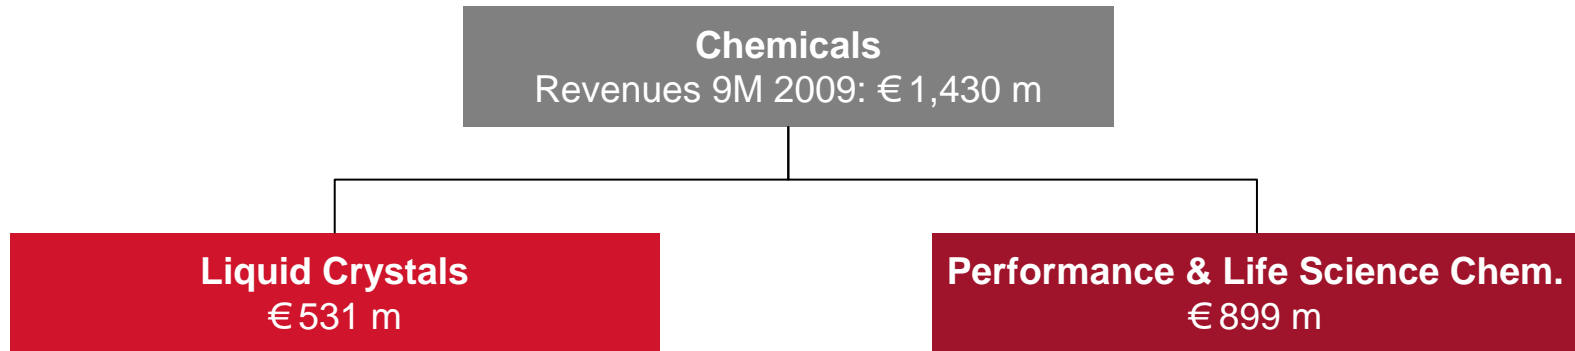 Chemicals
Revenues 9M 2009: € 1,430 m
Liquid Crystals
€ 531 m
Performance & Life Science Chem.
€ 899 m